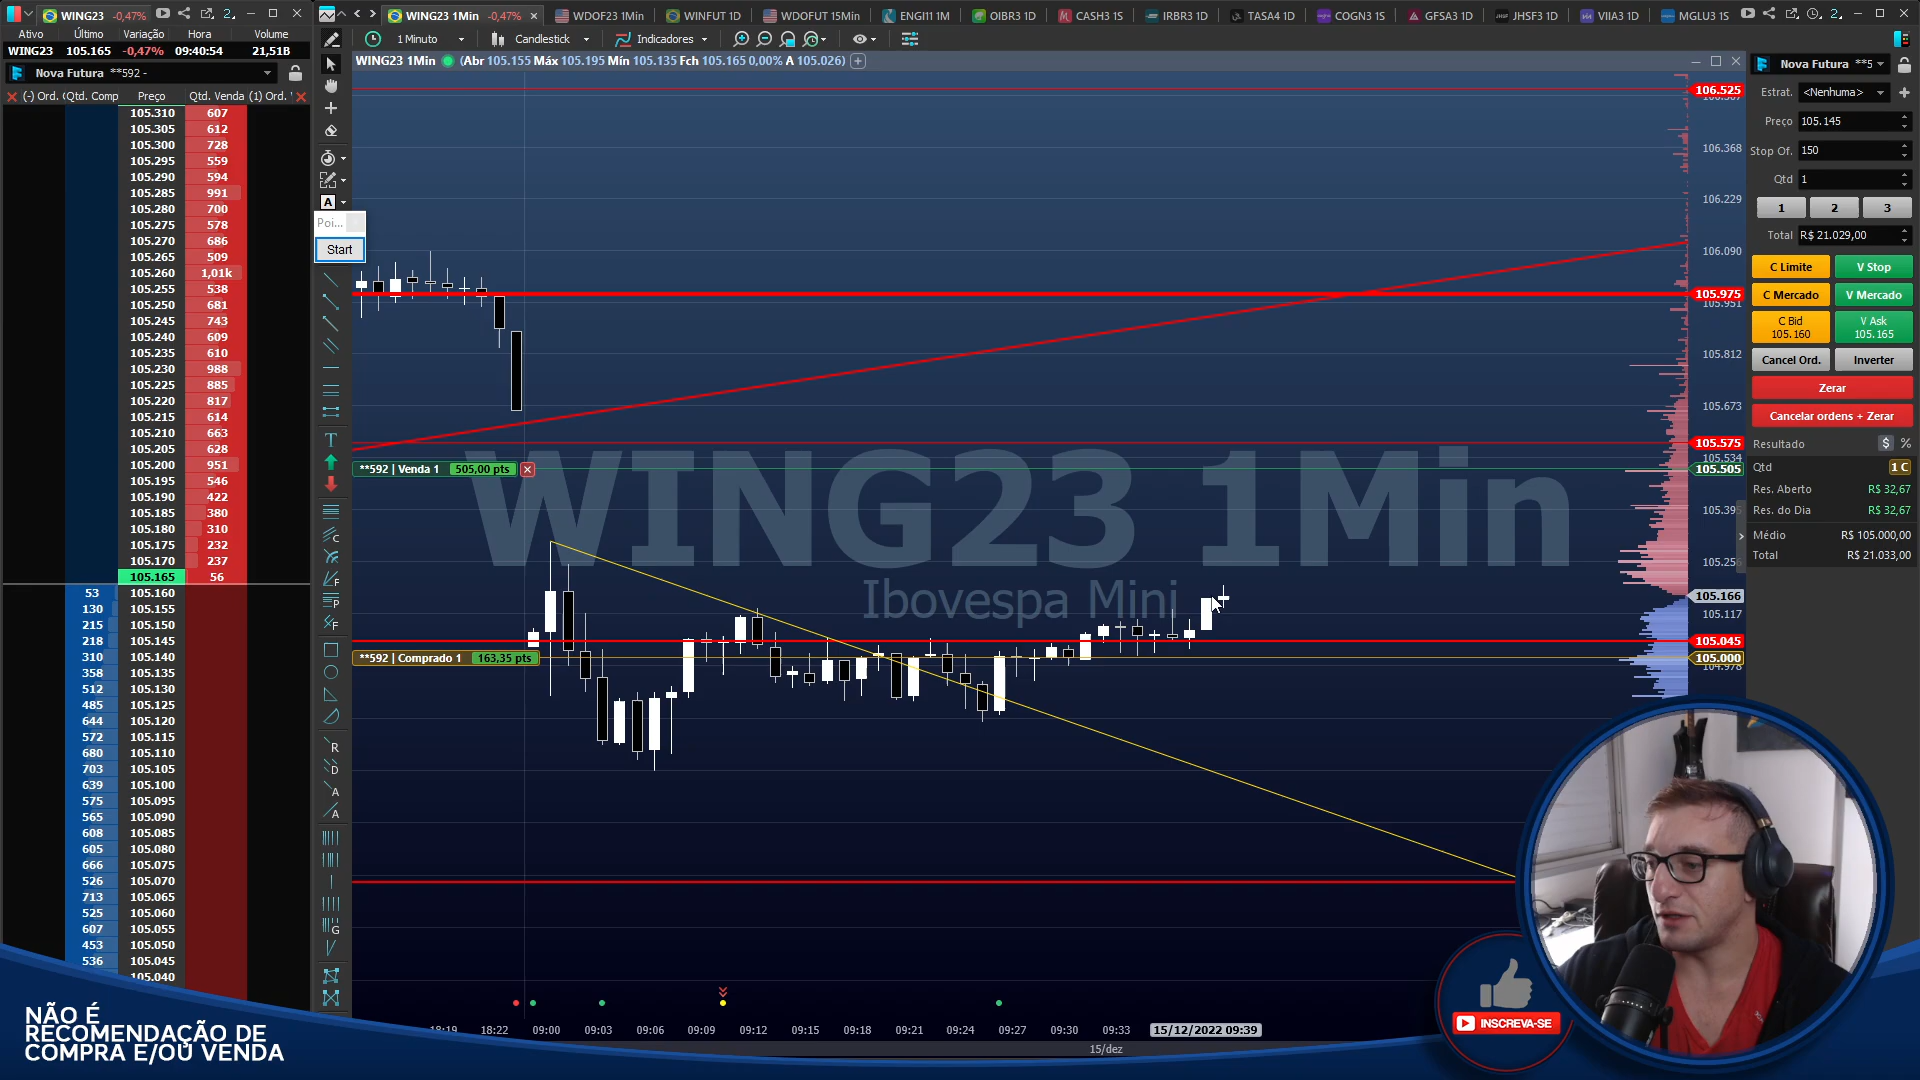 WING23 -0,47% 2.
Ativo Último Variação Hora Volume
WING23 105.165 -0,47% 09:40:54 21,51B
Nova Futura **592 -
(-) Ord. Qtd. Comp Preço Qtd. Venda (1) Ord.
105.310 607
105.305 612
105.300 728
105.295 559
105.290 594
105.285 991
105.280 700
105.275 578
105.270 686
105.265 509
105.260 1,01k
105.255 538
105.250 681
105.245 743
105.240 609
105.235 610
105.230 988
105.225 885
105.220 817
105.215 614
105.210 663
105.205 628
105.200 951
105.195 546
105.190 422
105.185 380
105.180 310
105.175 232
105.170 237
105.165 56
53 105.160
130 105.155
215 105.150
218 105.145
310 105.140
358 105.135
512 105.130
485 105.125
644 105.120
572 105.115
680 105.110
703 105.105
639 105.100
575 105.095
565 105.090
608 105.085
605 105.080
666 105.075
526 105.070
713 105.065
525 105.060
607 105.055
453 105.050
536 105.045
105.040
WING23 1Min -0,47% WDOF23 1Min WINFUT 1D WDOFUT 15Min ENGI11 1M OIBR3 1D CASH3 1S IRBR3 1D TASA4 1D COGN3 1S GFSA3 1D JHSF3 1D VIIA3 1D MGLU3 1S 2.
1 Minuto Candlestick Indicadores
WING23 1Min (Abr 105.155 Máx 105.195 Mín 105.135 Fch 105.165 0,00% A 105.026)
Poi...
Start
106.525
106.368
106.229
106.090
105.975
105.951
105.812
105.673
105.575
105.534
105.505
105.395
105.256
105.166
105.117
105.045
105.000
104.978
**592 | Venda 1 505,00 pts
WING23 1Min
Ibovespa Mini
**592 | Comprado 1 163,35 pts
18:19 18:22 09:00 09:03 09:06 09:09 09:12 09:15 09:18 09:21 09:24 09:27 09:30 09:33 15/12/2022 09:39
15/dez
Nova Futura **5
Estrat. <Nenhuma>
Preço 105.145
Stop Of. 150
Qtd 1
1 2 3
Total R$ 21.029,00
C Limite V Stop
C Mercado V Mercado
C Bid V Ask
105.160 105.165
Cancel Ord. Inverter
Zerar
Cancelar ordens + Zerar
Resultado $ %
Qtd 1 C
Res. Aberto R$ 32,67
Res. do Dia R$ 32,67
Médio R$ 105.000,00
Total R$ 21.033,00
NÃO É
RECOMENDAÇÃO DE
COMPRA E/OU VENDA
INSCREVA-SE